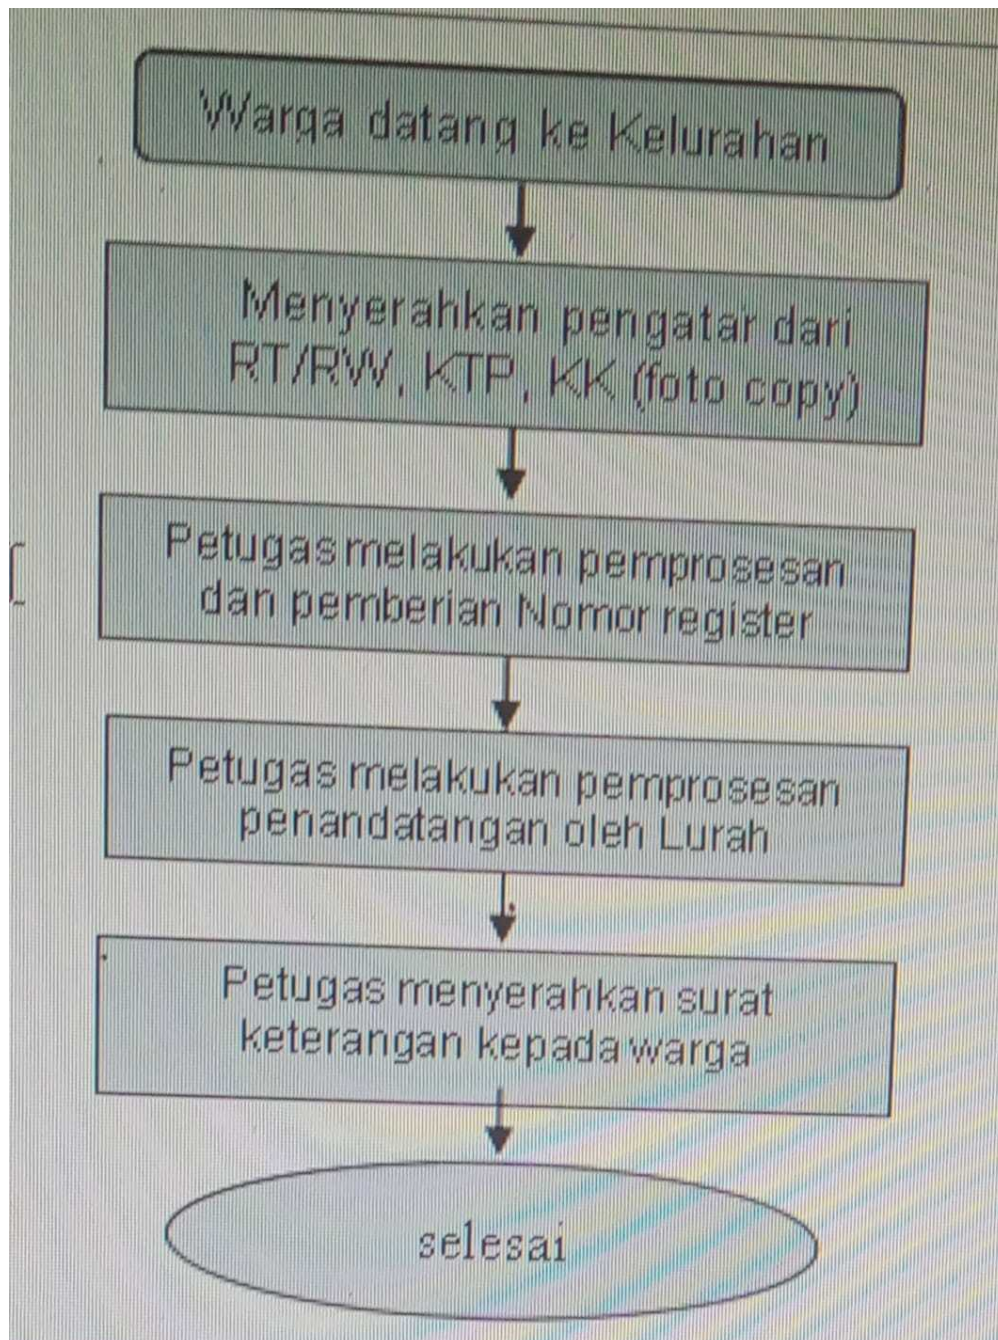 Warga datang ke Kelurahan
Menyerahkan pengatar dari
RT/RW, KTP, KK (foto copy)
Petugas melakukan pemprosesan
dan pemberian Nomor register
Petugas melakukan pemprosesan
penandatangan oleh Lurah
Petugas menyerahkan surat
keterangan kepada warga
selesai